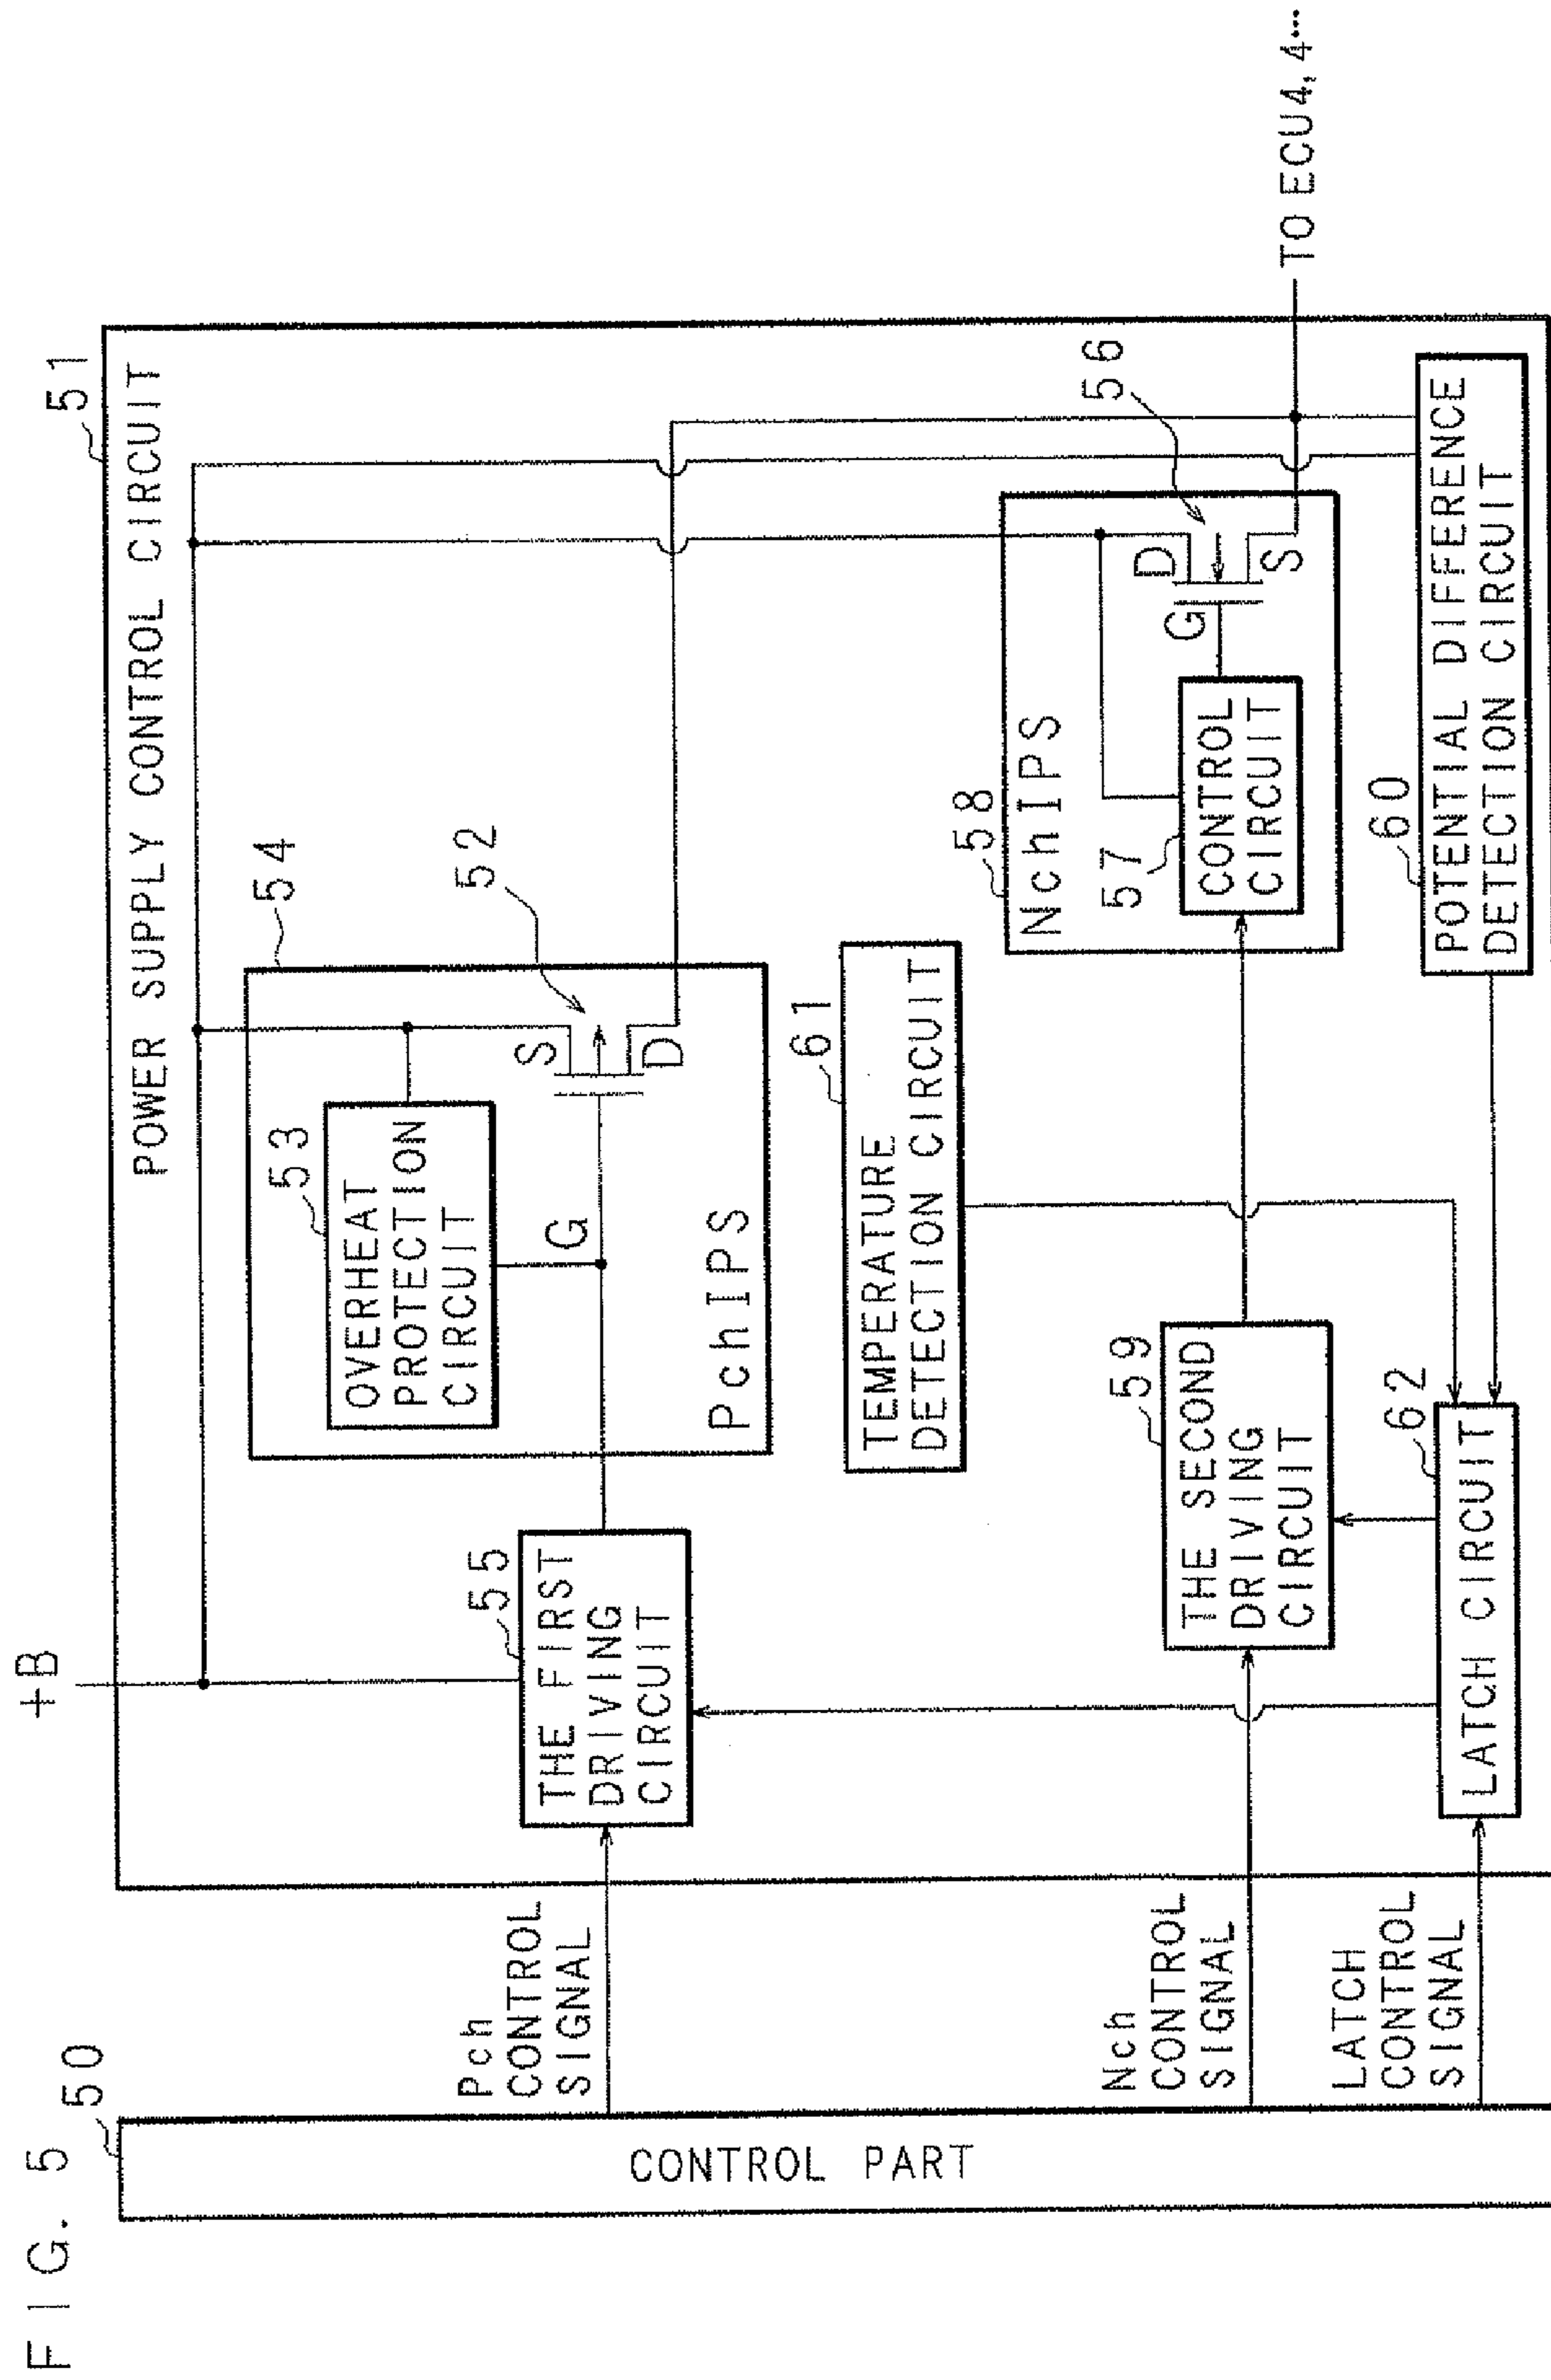 FIG. 5
50
CONTROL PART
Pch
CONTROL
SIGNAL
Nch
CONTROL
SIGNAL
LATCH
CONTROL
SIGNAL
+B
51
POWER SUPPLY CONTROL CIRCUIT
55
THE FIRST
DRIVING
CIRCUIT
54
53
OVERHEAT
PROTECTION
CIRCUIT
G
S
D
52
PchIPS
61
TEMPERATURE
DETECTION CIRCUIT
59
THE SECOND
DRIVING
CIRCUIT
58
NchIPS
57
CONTROL
CIRCUIT
G
D
S
56
62
LATCH CIRCUIT
60
POTENTIAL DIFFERENCE
DETECTION CIRCUIT
TO ECU4, 4···